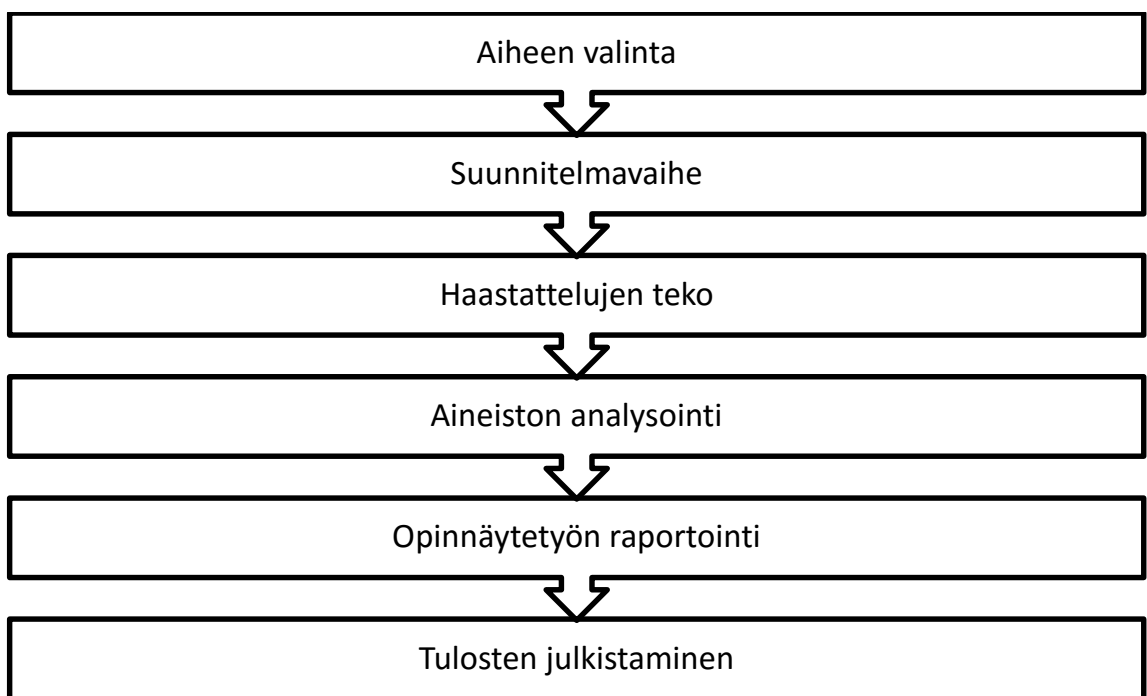 Aiheen valinta
Suunnitelmavaihe
Haastattelujen teko
Aineiston analysointi
Opinnäytetyön raportointi
Tulosten julkistaminen